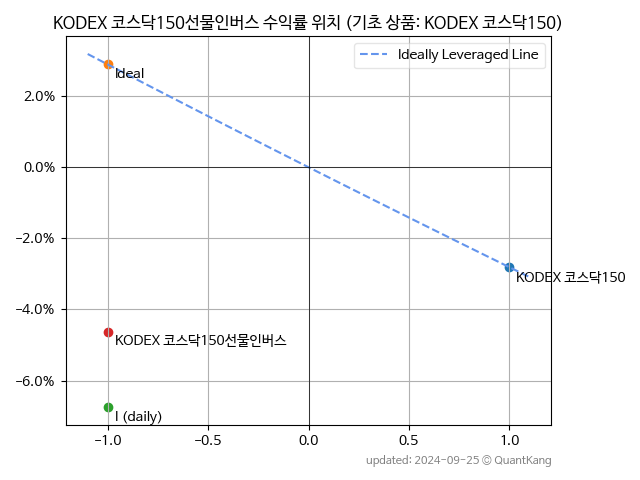 KODEX 코스닥150선물인버스 수익률 위치 (기초 상품: KODEX 코스닥150)
Ideally Leveraged Line
Ideal
2.0%
0.0%
−2.0%
KODEX 코스닥150
−4.0%
KODEX 코스닥150선물인버스
−6.0%
I (daily)
−1.0 −0.5 0.0 0.5 1.0
updated: 2024-09-25 © QuantKang